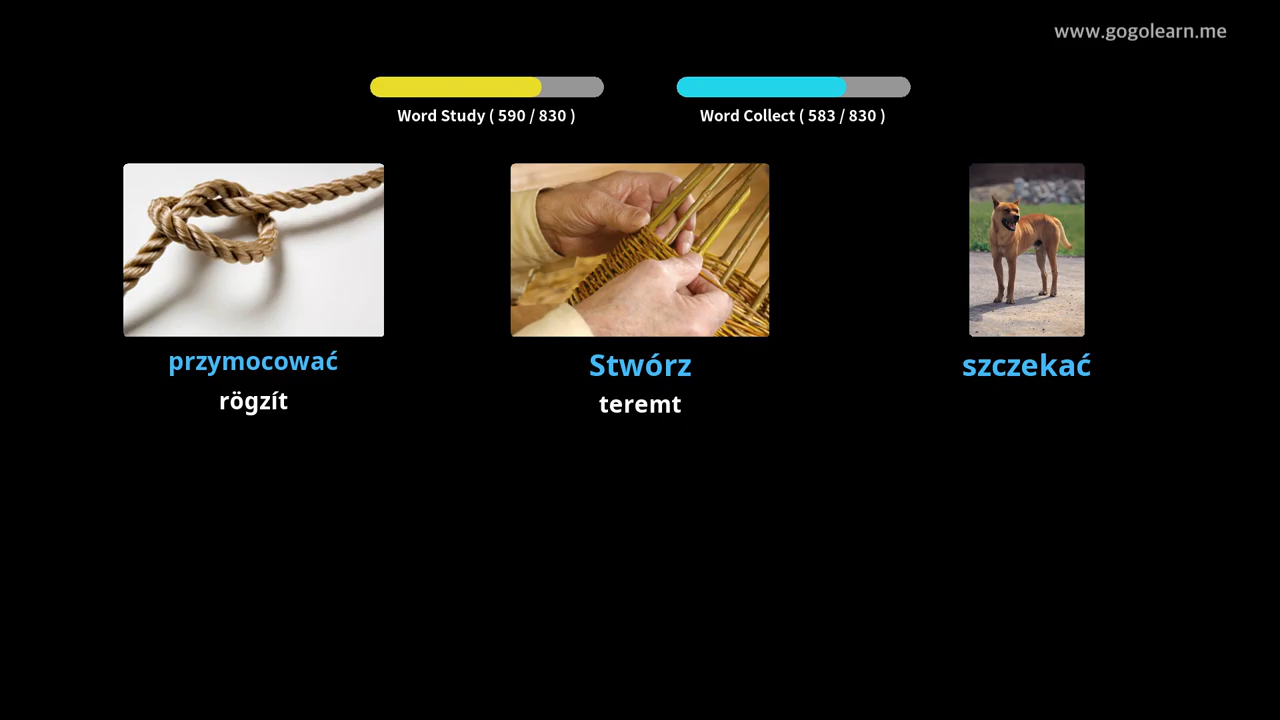 www.gogolearn.me
Word Study ( 590 / 830 )
Word Collect ( 583 / 830 )
przymocować
rögzít
Stwórz
teremt
szczekać